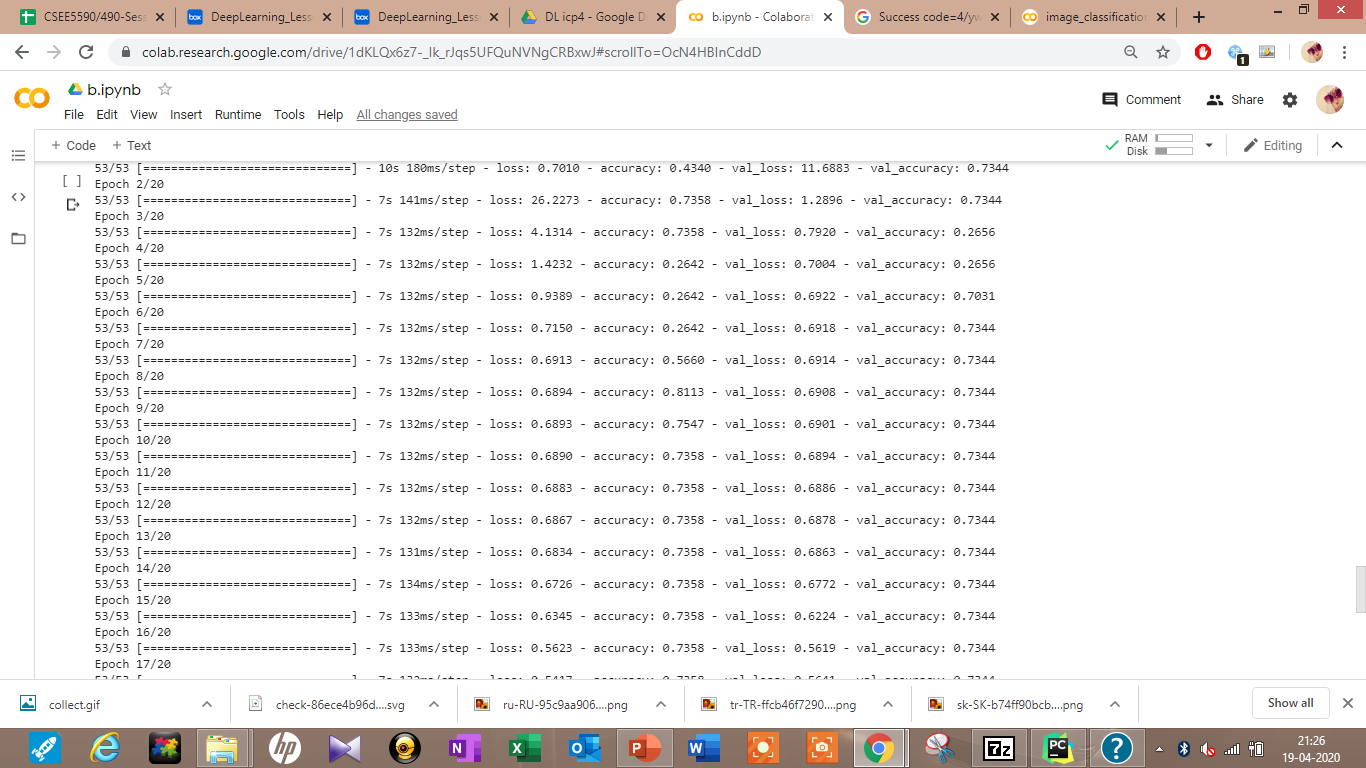 CSEE5590/490-Sess
DeepLearning_Less
DeepLearning_Less
DL icp4 - Google D
b.ipynb - Colaborat
Success code=4/yw
image_classification
colab.research.google.com/drive/1dKLQx6z7-_lk_rJqs5UFQuNVNgCRBxwJ#scrollTo=OcN4HBInCddD
1
b.ipynb
File Edit View Insert Runtime Tools Help All changes saved
Comment Share
+ Code + Text
RAM
Disk
Editing
53/53 [==============================] - 10s 180ms/step - loss: 0.7010 - accuracy: 0.4340 - val_loss: 11.6883 - val_accuracy: 0.7344
[ ]
Epoch 2/20
53/53 [==============================] - 7s 141ms/step - loss: 26.2273 - accuracy: 0.7358 - val_loss: 1.2896 - val_accuracy: 0.7344
Epoch 3/20
53/53 [==============================] - 7s 132ms/step - loss: 4.1314 - accuracy: 0.7358 - val_loss: 0.7920 - val_accuracy: 0.2656
Epoch 4/20
53/53 [==============================] - 7s 132ms/step - loss: 1.4232 - accuracy: 0.2642 - val_loss: 0.7004 - val_accuracy: 0.2656
Epoch 5/20
53/53 [==============================] - 7s 132ms/step - loss: 0.9389 - accuracy: 0.2642 - val_loss: 0.6922 - val_accuracy: 0.7031
Epoch 6/20
53/53 [==============================] - 7s 132ms/step - loss: 0.7150 - accuracy: 0.2642 - val_loss: 0.6918 - val_accuracy: 0.7344
Epoch 7/20
53/53 [==============================] - 7s 132ms/step - loss: 0.6913 - accuracy: 0.5660 - val_loss: 0.6914 - val_accuracy: 0.7344
Epoch 8/20
53/53 [==============================] - 7s 132ms/step - loss: 0.6894 - accuracy: 0.8113 - val_loss: 0.6908 - val_accuracy: 0.7344
Epoch 9/20
53/53 [==============================] - 7s 132ms/step - loss: 0.6893 - accuracy: 0.7547 - val_loss: 0.6901 - val_accuracy: 0.7344
Epoch 10/20
53/53 [==============================] - 7s 132ms/step - loss: 0.6890 - accuracy: 0.7358 - val_loss: 0.6894 - val_accuracy: 0.7344
Epoch 11/20
53/53 [==============================] - 7s 132ms/step - loss: 0.6883 - accuracy: 0.7358 - val_loss: 0.6886 - val_accuracy: 0.7344
Epoch 12/20
53/53 [==============================] - 7s 132ms/step - loss: 0.6867 - accuracy: 0.7358 - val_loss: 0.6878 - val_accuracy: 0.7344
Epoch 13/20
53/53 [==============================] - 7s 131ms/step - loss: 0.6834 - accuracy: 0.7358 - val_loss: 0.6863 - val_accuracy: 0.7344
Epoch 14/20
53/53 [==============================] - 7s 134ms/step - loss: 0.6726 - accuracy: 0.7358 - val_loss: 0.6772 - val_accuracy: 0.7344
Epoch 15/20
53/53 [==============================] - 7s 133ms/step - loss: 0.6345 - accuracy: 0.7358 - val_loss: 0.6224 - val_accuracy: 0.7344
Epoch 16/20
53/53 [==============================] - 7s 133ms/step - loss: 0.5623 - accuracy: 0.7358 - val_loss: 0.5619 - val_accuracy: 0.7344
Epoch 17/20
collect.gif
check-86ece4b96d....svg
ru-RU-95c9aa906....png
tr-TR-ffcb46f7290....png
sk-SK-b74ff90bcb....png
Show all
21:26
19-04-2020